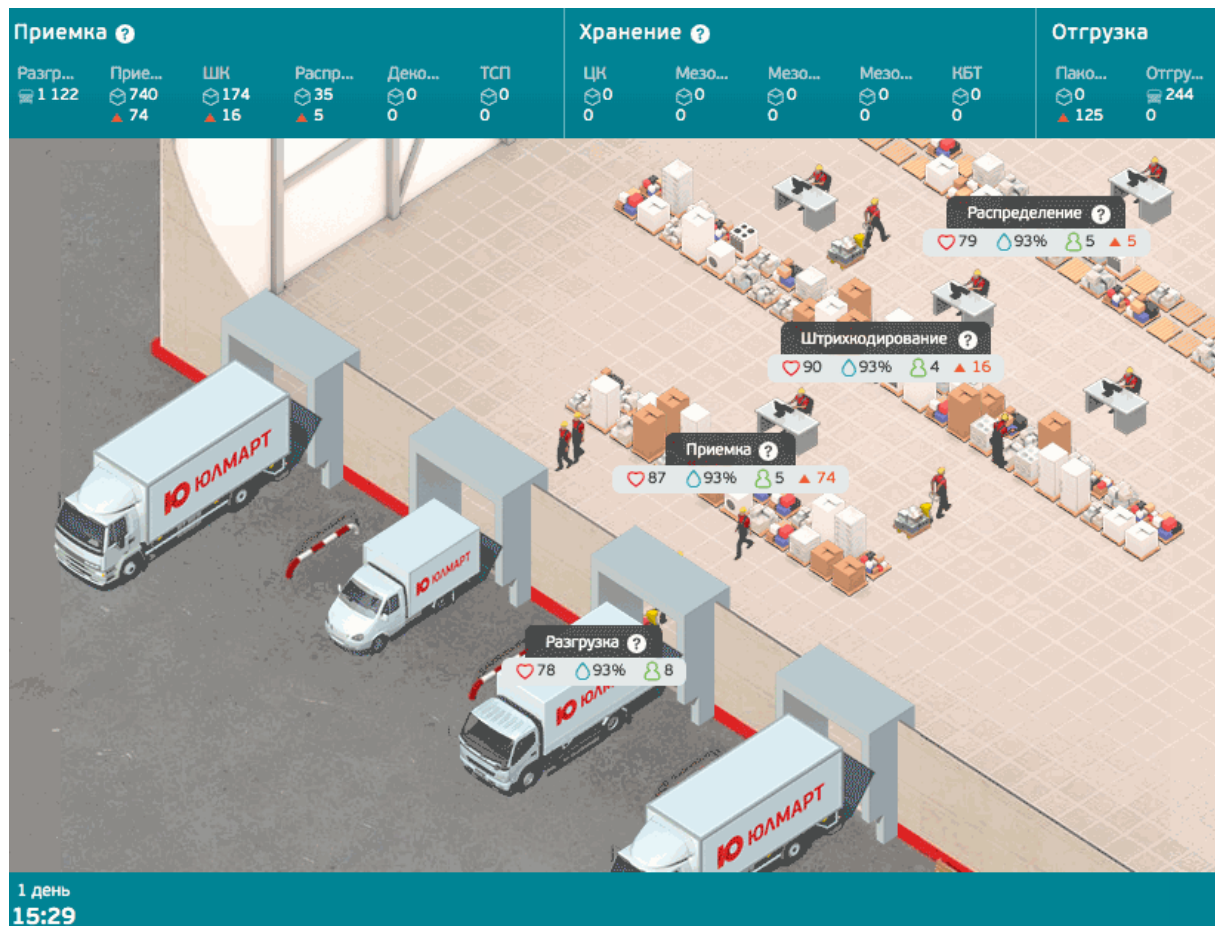 Приемка ?
Хранение ?
Отгрузка
Разгр... Прие... ШК Распр... Деко... ТСП ЦК Мезо... Мезо... Мезо... КБТ Пако... Отгру...
1 122 740 174 35 0 0 0 0 0 0 0 0 244
74 16 5 0 0 0 0 0 0 0 125 0
Распределение ?
79 93% 5 5
Штрихкодирование ?
90 93% 4 16
Ю ЮЛМАРТ
Приемка ?
87 93% 5 74
Ю ЮЛМАРТ
Разгрузка ?
78 93% 8
Ю ЮЛМ
Ю ЮЛМАРТ
1 день
15:29